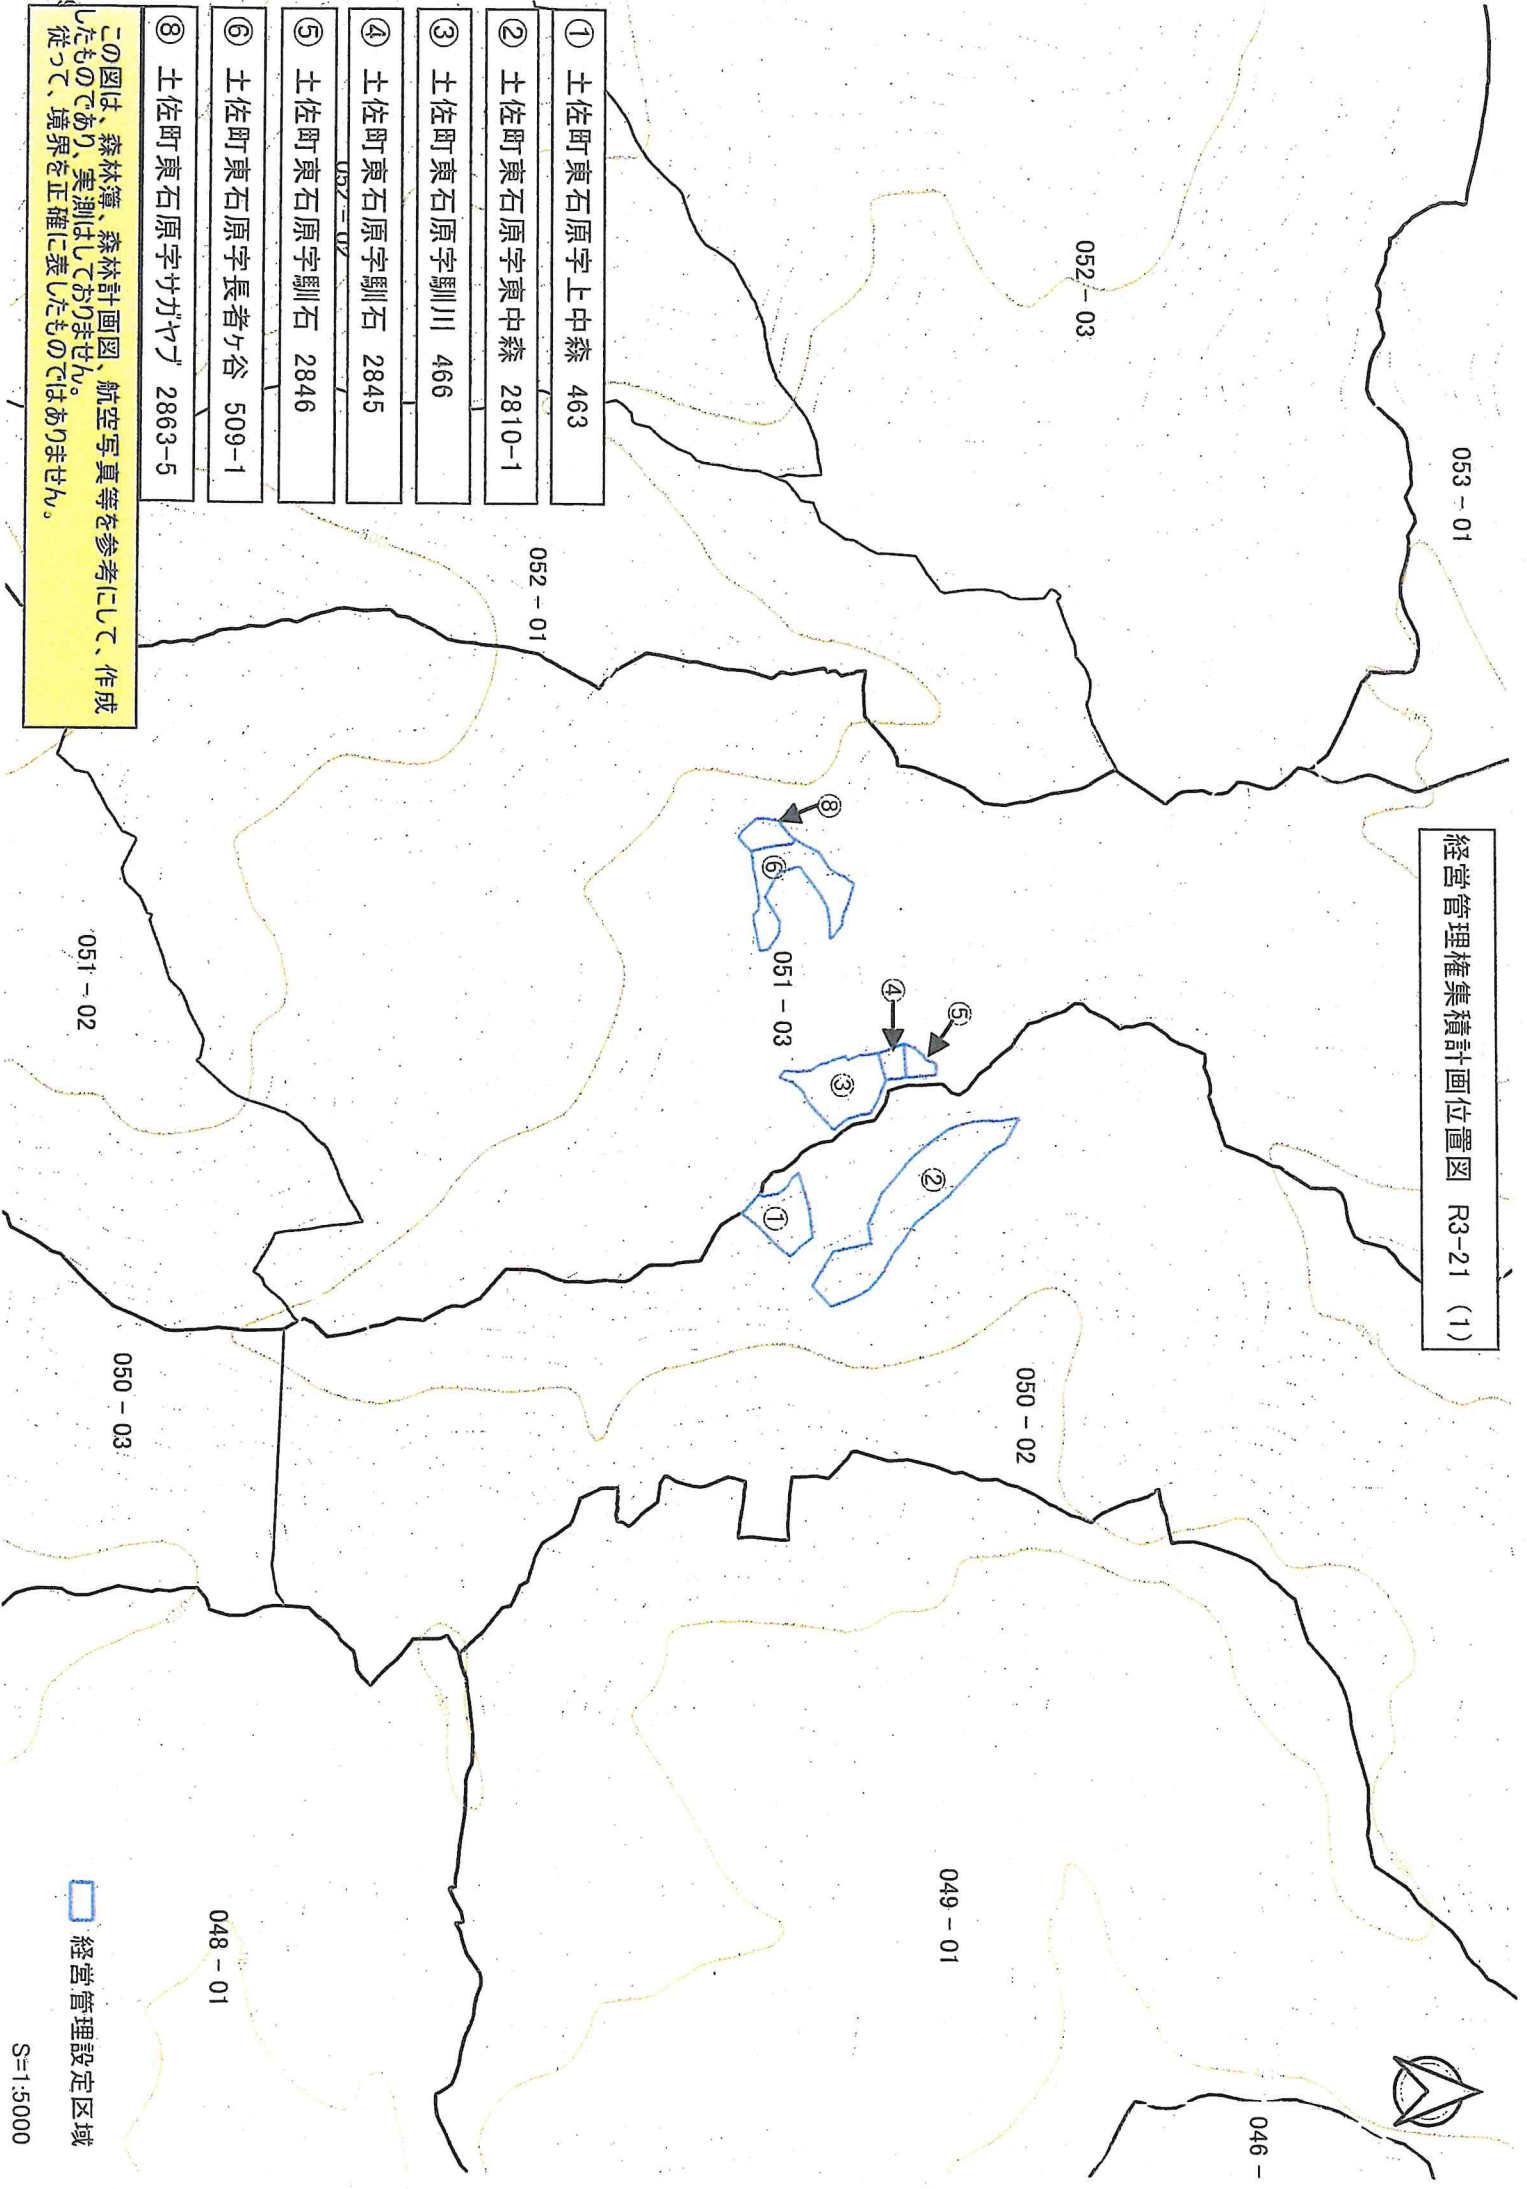 経営管理権集積計画位置図 R3-21 (1)
053-01
052-03
052-01
052-02
051-03
051-02
050-02
050-03
049-01
048-01
046-
⑧
⑥
④
⑤
③
②
①
① 土佐町東石原字上中森 463
② 土佐町東石原字東中森 2810-1
③ 土佐町東石原字馴川 466
④ 土佐町東石原字馴石 2845
⑤ 土佐町東石原字馴石 2846
⑥ 土佐町東石原字長者ヶ谷 509-1
⑧ 土佐町東石原字サガヤブ 2863-5
この図は、森林簿、森林計画図、航空写真等を参考にして、作成
したものであり、実測はしておりません。
従って、境界を正確に表したものではありません。
経営管理設定区域
S=1:5000